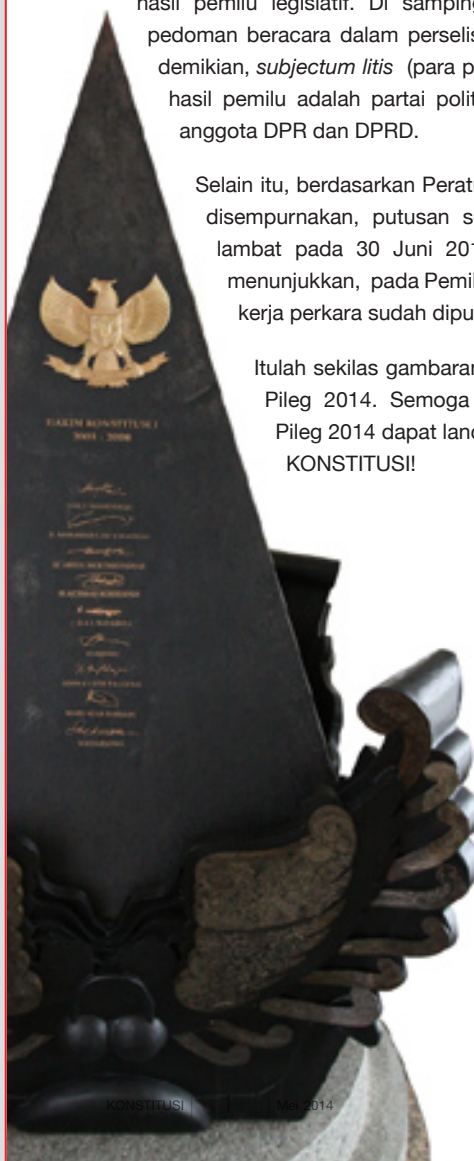 hasil pemilu legislatif. Di samping
pedoman beracara dalam perselis
demikian, subjectum litis (para p
hasil pemilu adalah partai polit
anggota DPR dan DPRD.
Selain itu, berdasarkan Perat
disempurnakan, putusan s
lambat pada 30 Juni 201
menunjukkan, pada Pemil
kerja perkara sudah dipu
Itulah sekilas gambaran
Pileg 2014. Semoga
Pileg 2014 dapat lanc
KONSTITUSI!
HAKIM KONSTITUSI
2003 - 2008
KONSTITUSI
1
Mei 2014